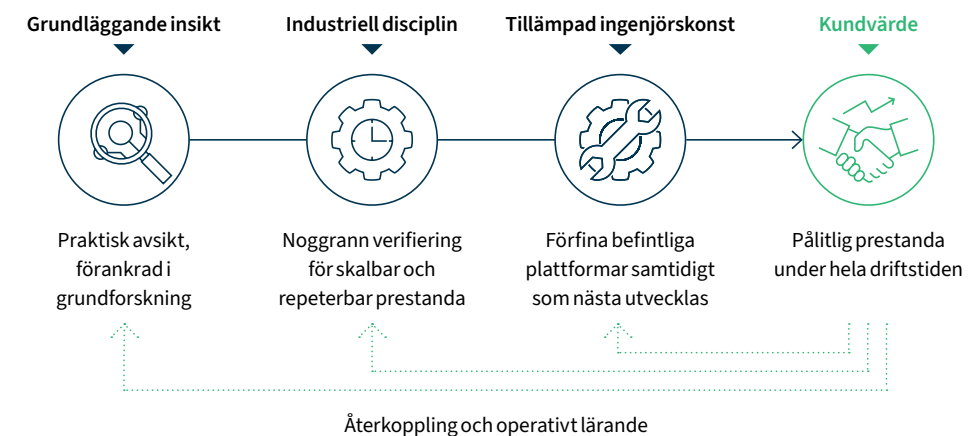 Grundläggande insikt
Industriell disciplin
Tillämpad ingenjörskonst
Kundvärde
Praktisk avsikt,
förankrad i
grundforskning
Noggrann verifiering
för skalbar och
repeterbar prestanda
Förfina befintliga
plattformar samtidigt
som nästa utvecklas
Pålitlig prestanda
under hela driftstiden
Återkoppling och operativt lärande